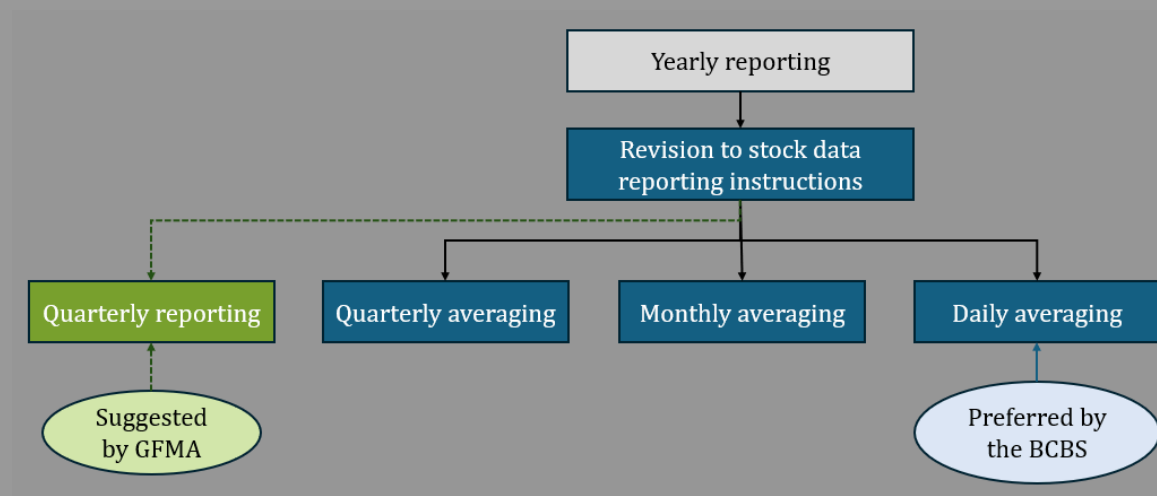 Yearly reporting
Revision to stock data
reporting instructions
Quarterly reporting
Quarterly averaging
Monthly averaging
Daily averaging
Suggested
by GFMA
Preferred by
the BCBS